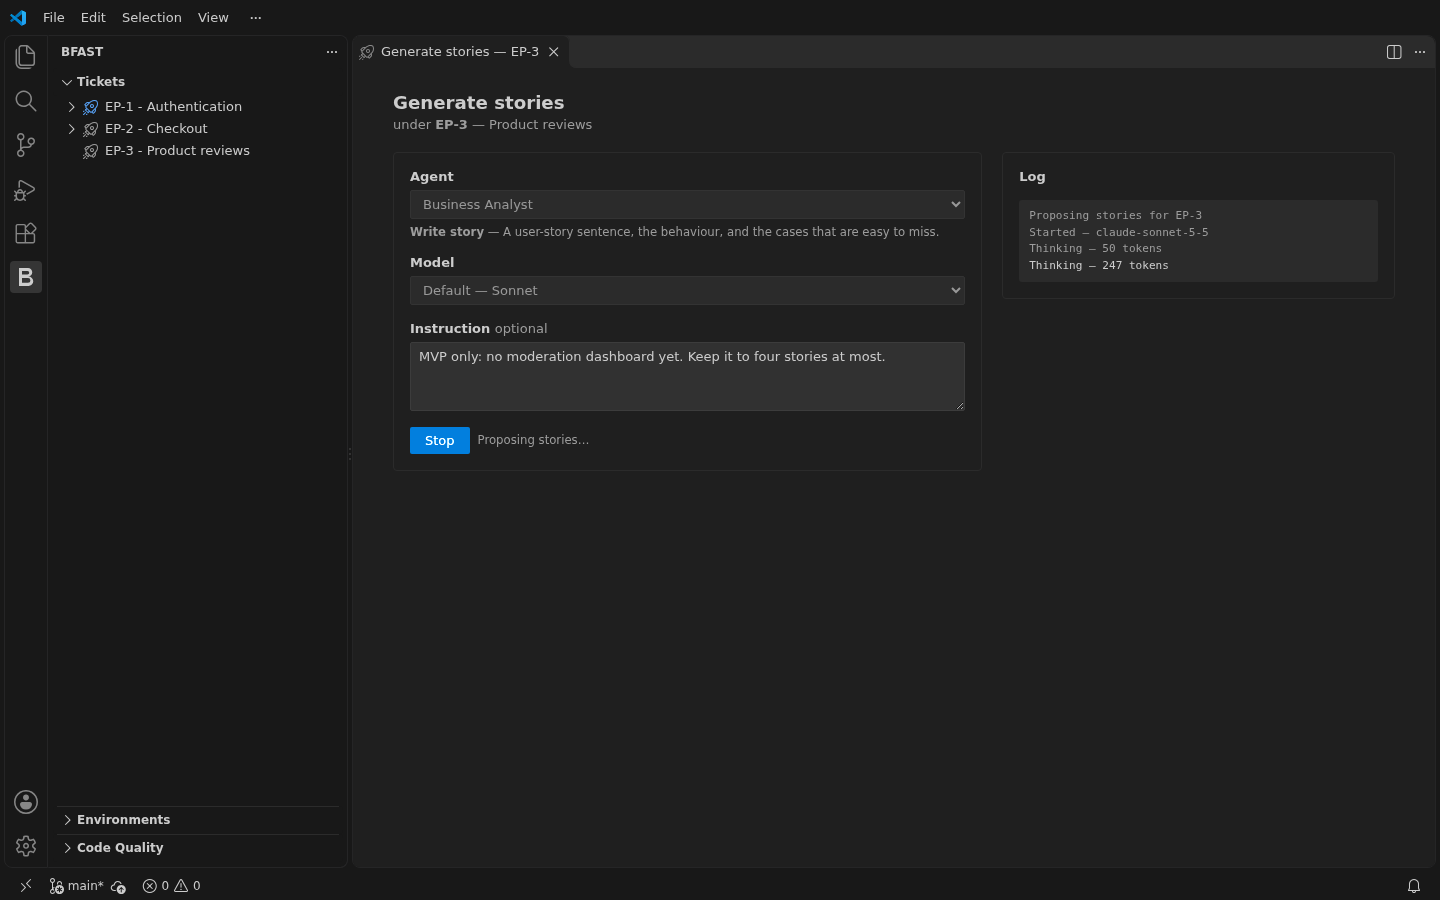 File Edit Selection View ···
BFAST
Tickets
EP-1 - Authentication
EP-2 - Checkout
EP-3 - Product reviews
Environments
Code Quality
Generate stories — EP-3
Generate stories
under EP-3 — Product reviews
Agent
Business Analyst
Write story — A user-story sentence, the behaviour, and the cases that are easy to miss.
Model
Default — Sonnet
Instruction optional
MVP only: no moderation dashboard yet. Keep it to four stories at most.
Stop Proposing stories…
Log
Proposing stories for EP-3
Started — claude-sonnet-5-5
Thinking — 50 tokens
Thinking — 247 tokens
main* 0 0